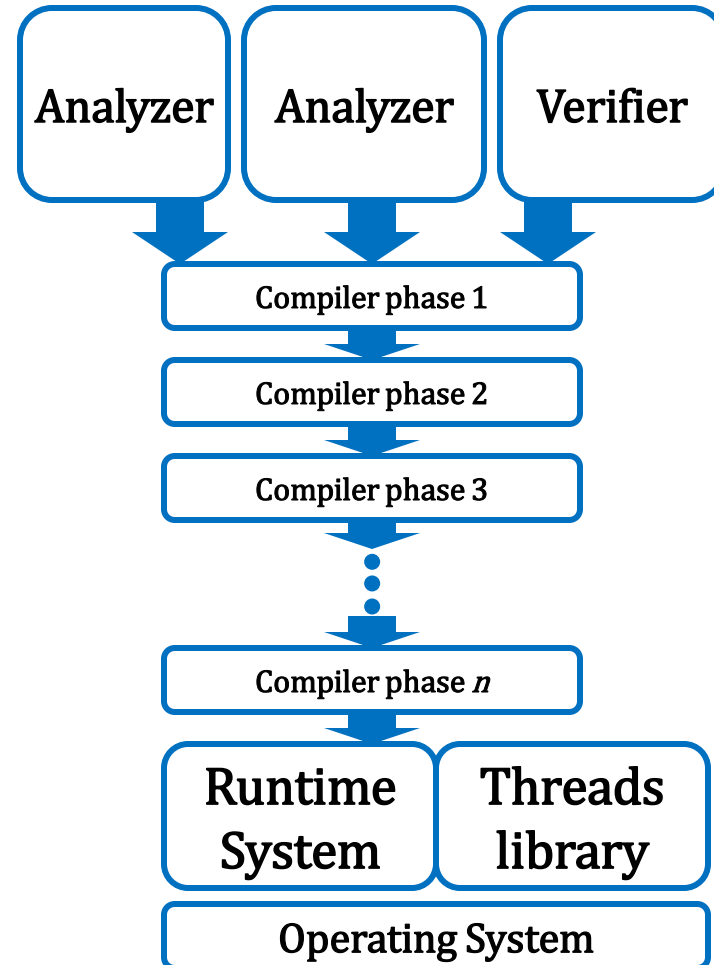 Analyzer
Analyzer
Verifier
Compiler phase 1
Compiler phase 2
Compiler phase 3
Compiler phase n
Runtime
System
Threads
library
Operating System